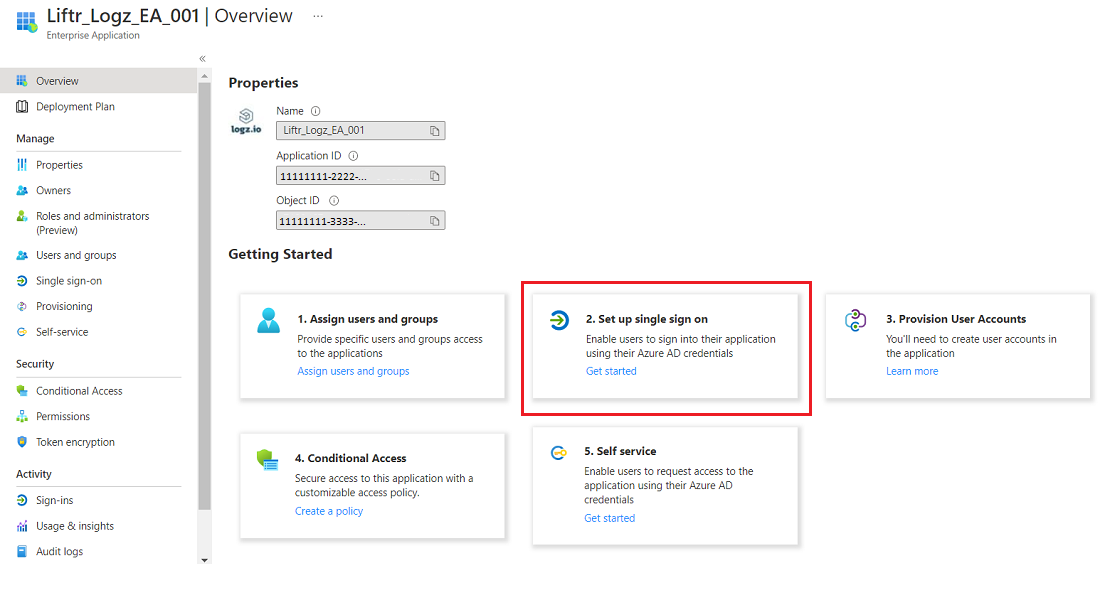 Liftr_Logz_EA_001 | Overview ...
Enterprise Application
«
Overview
Deployment Plan
Manage
Properties
Owners
Roles and administrators
(Preview)
Users and groups
Single sign-on
Provisioning
Self-service
Security
Conditional Access
Permissions
Token encryption
Activity
Sign-ins
Usage & insights
Audit logs
Properties
logz.io
Name
Liftr_Logz_EA_001
Application ID
11111111-2222-...
Object ID
11111111-3333-...
Getting Started
1. Assign users and groups
Provide specific users and groups access
to the applications
Assign users and groups
2. Set up single sign on
Enable users to sign into their application
using their Azure AD credentials
Get started
3. Provision User Accounts
You'll need to create user accounts in
the application
Learn more
4. Conditional Access
Secure access to this application with a
customizable access policy.
Create a policy
5. Self service
Enable users to request access to the
application using their Azure AD
credentials
Get started